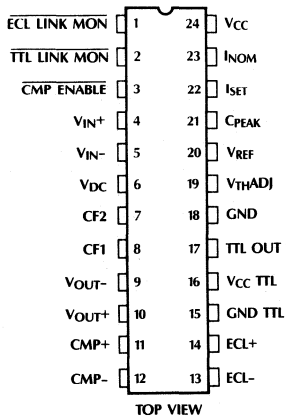 ECL LINK MON 1 24 VCC
TTL LINK MON 2 23 INOM
CMP ENABLE 3 22 ISET
VIN+ 4 21 CPEAK
VIN- 5 20 VREF
VDC 6 19 VTHADJ
CF2 7 18 GND
CF1 8 17 TTL OUT
VOUT- 9 16 VCC TTL
VOUT+ 10 15 GND TTL
CMP+ 11 14 ECL+
CMP- 12 13 ECL-
TOP VIEW